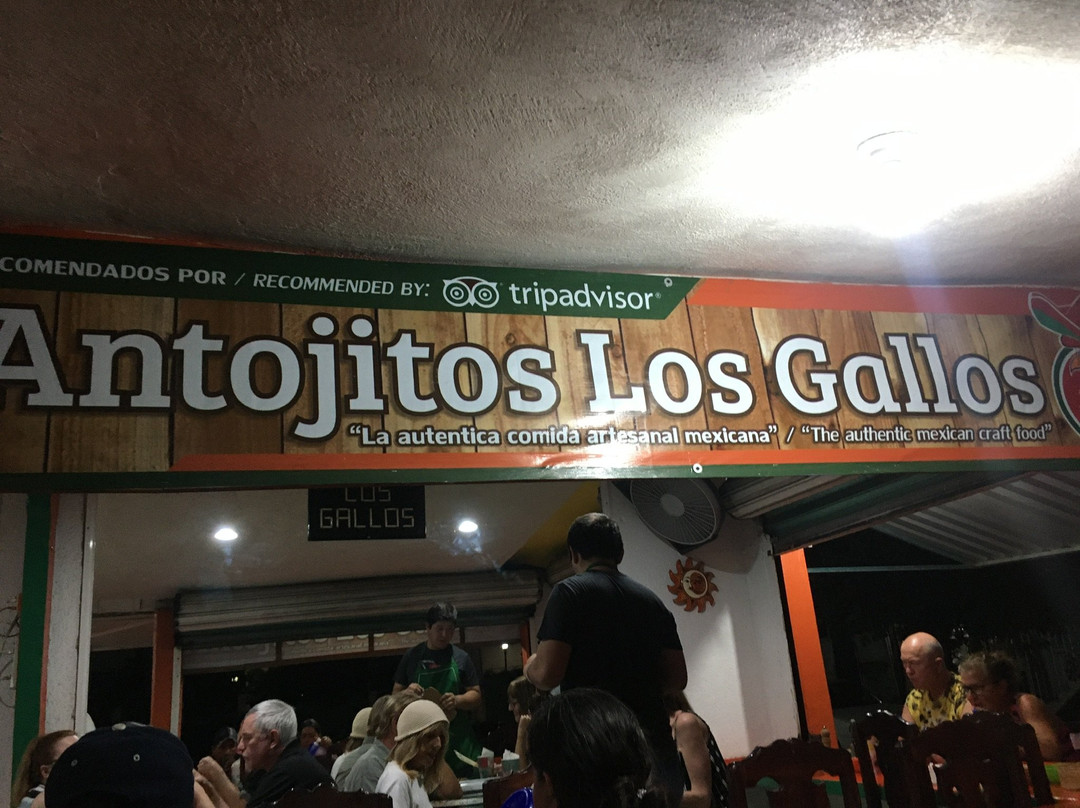 COMENDADOS POR / RECOMMENDED BY: tripadvisor®
Antojitos Los Gallos
“La autentica comida artesanal mexicana” / “The authentic mexican craft food”
LOS
GALLOS